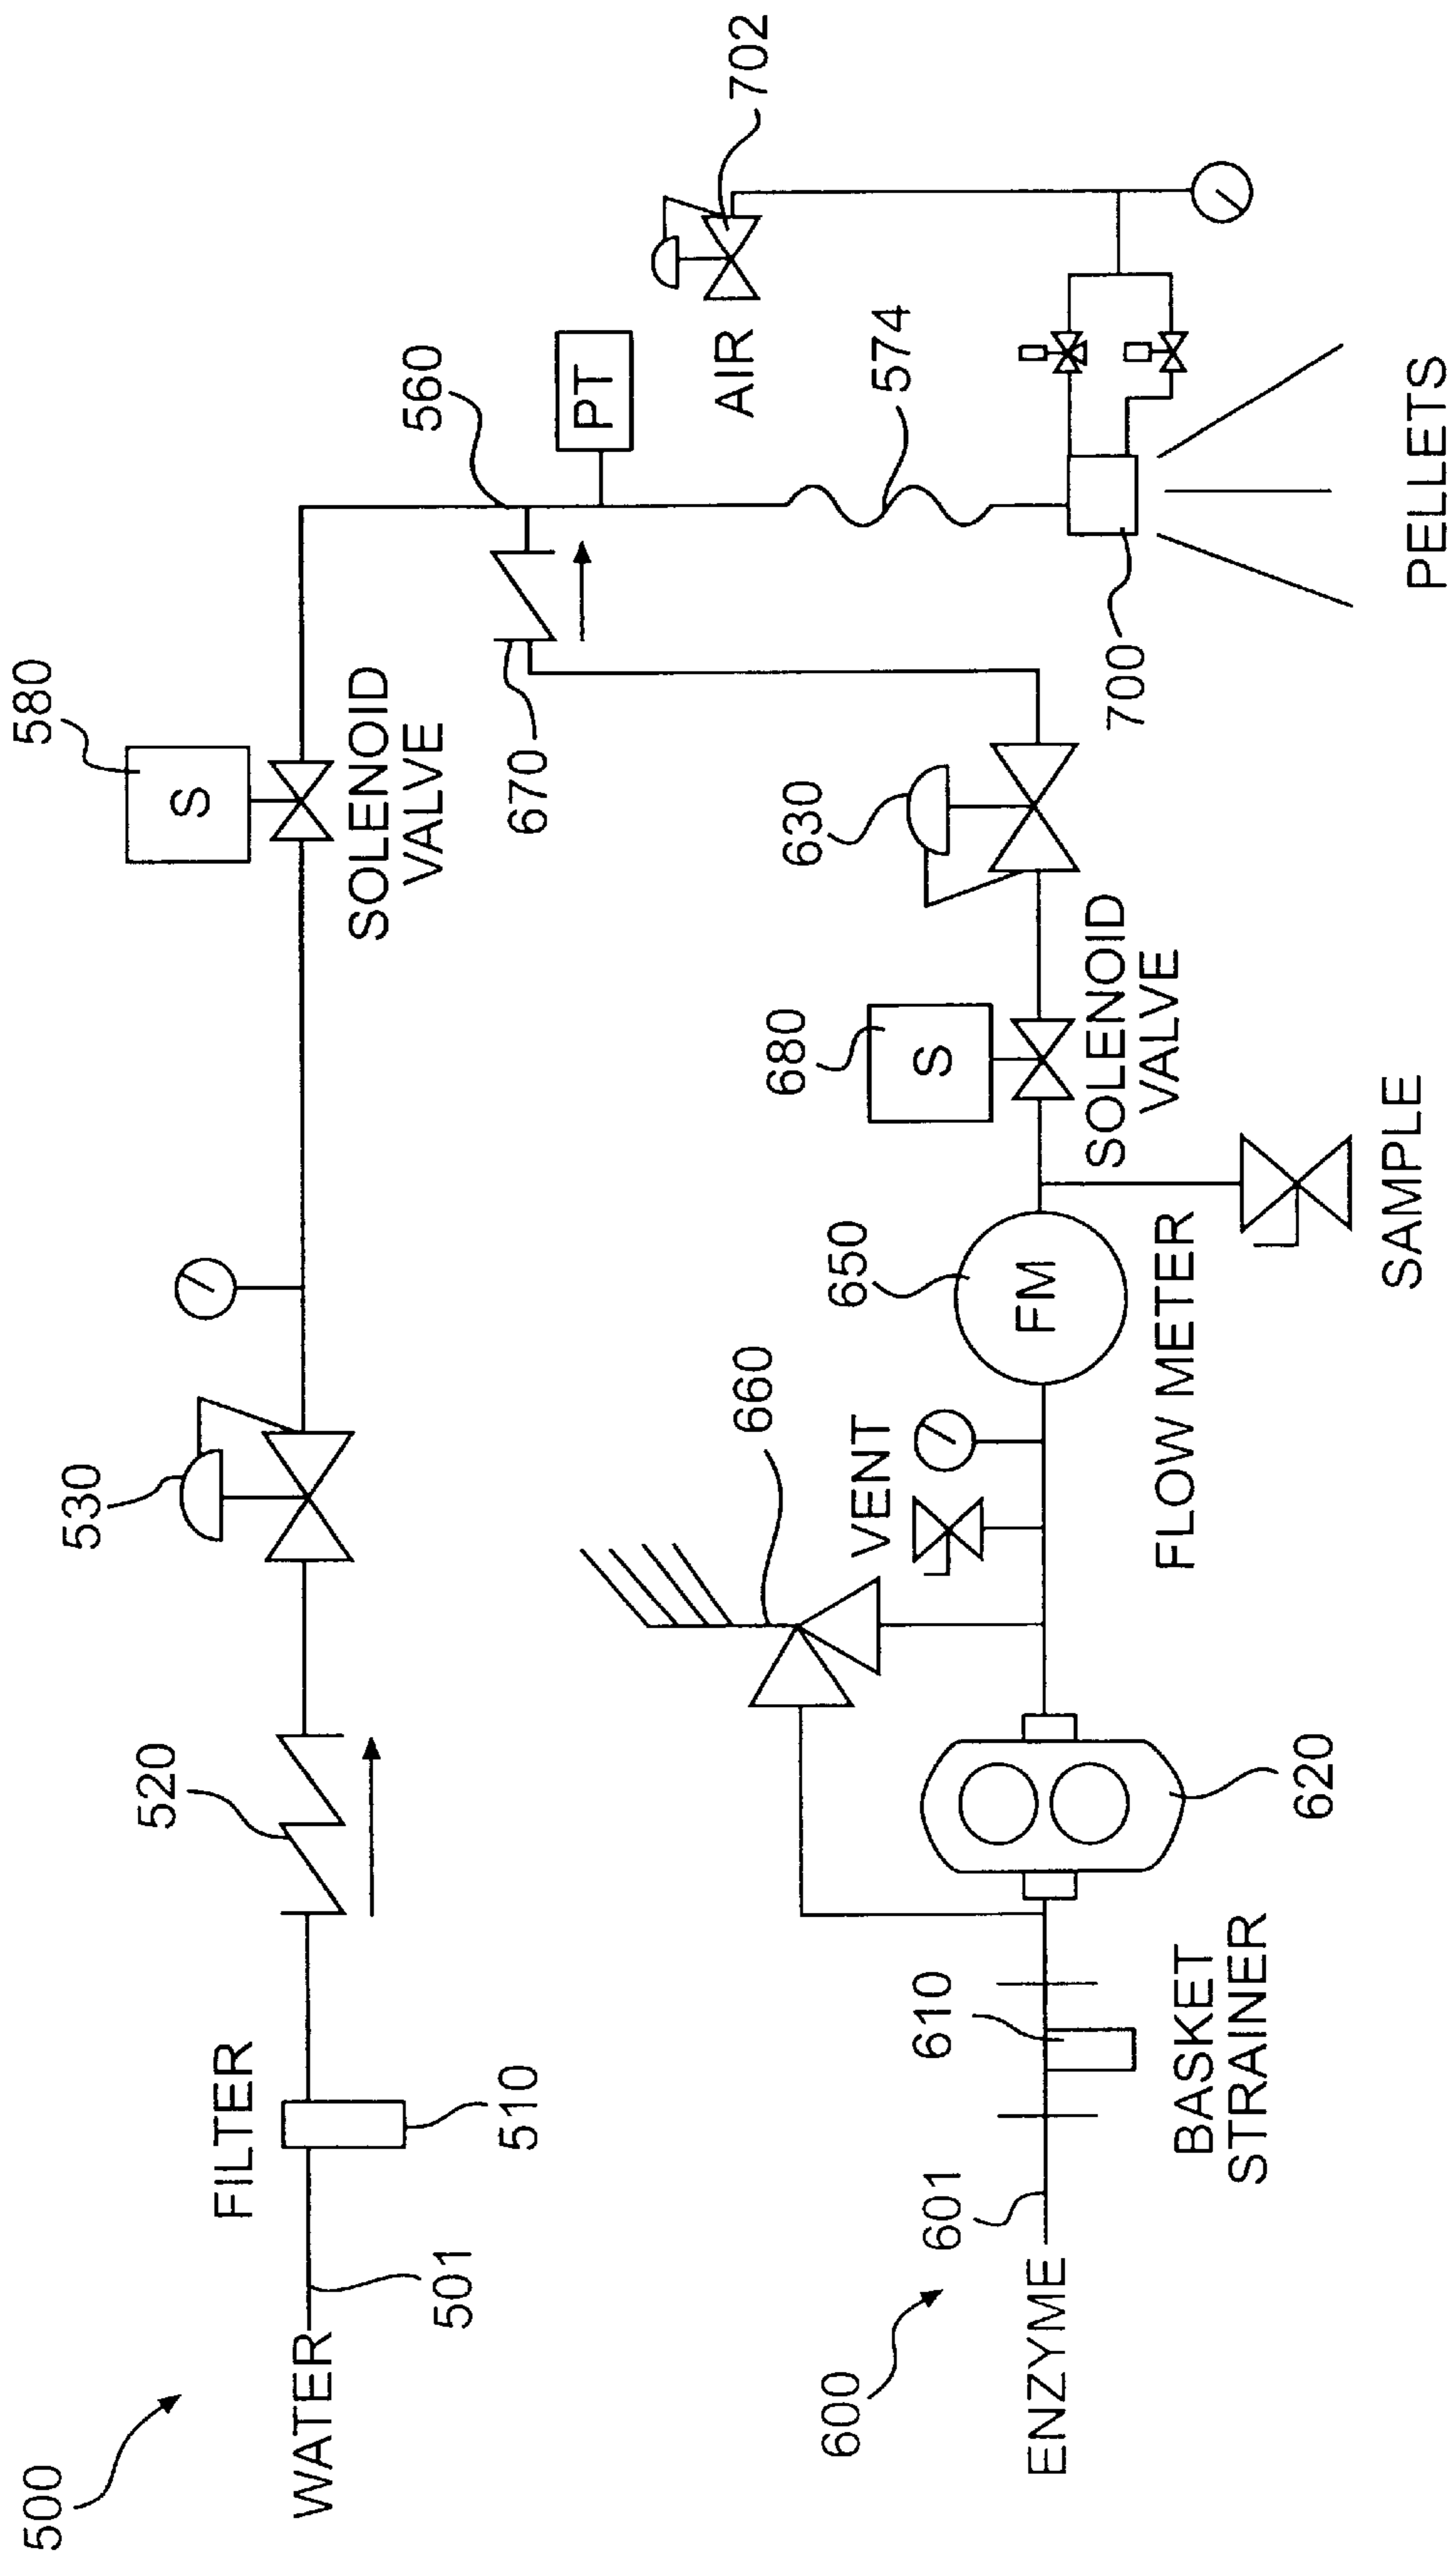 500
WATER
501
FILTER
510
520
530
580
S
SOLENOID
VALVE
560
670
PT
AIR
702
574
600
ENZYME
601
610
BASKET
STRAINER
620
660
VENT
650
FM
FLOW METER
SAMPLE
680
S
SOLENOID
VALVE
630
700
PELLETS